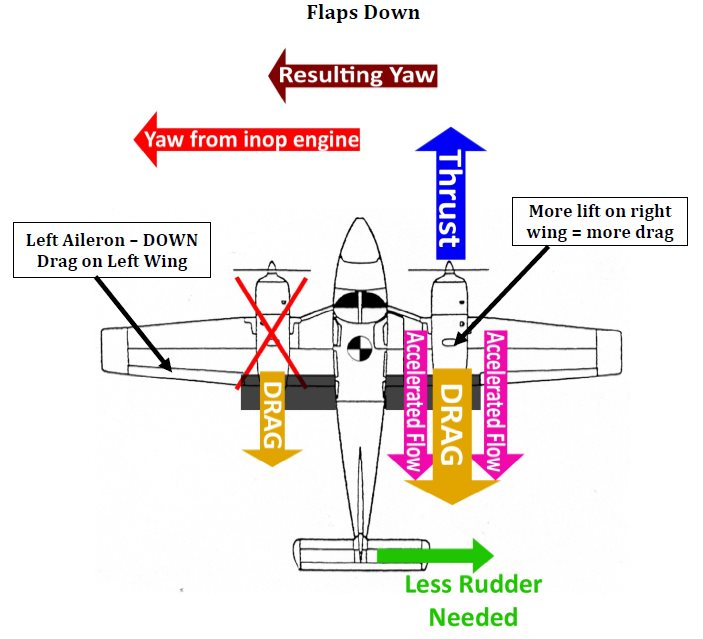 Flaps Down
Resulting Yaw
Yaw from inop engine
Thrust
More lift on right
wing = more drag
Left Aileron – DOWN
Drag on Left Wing
DRAG
Accelerated Flow
DRAG
Accelerated Flow
Less Rudder
Needed